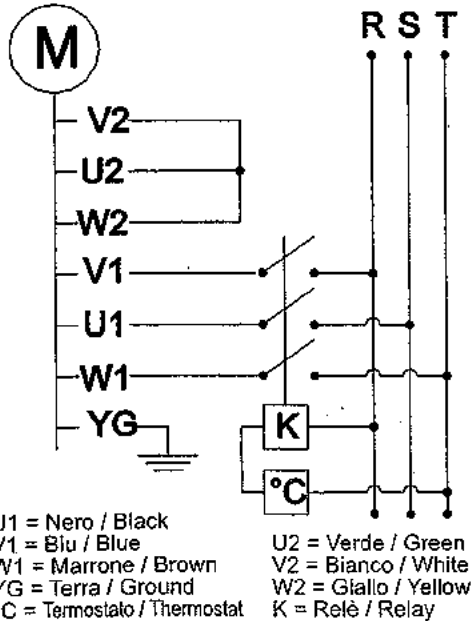 M
R S T
V2
U2
W2
V1
U1
W1
YG
K
°C
U1 = Nero / Black
V1 = Blu / Blue
W1 = Marrone / Brown
YG = Terra / Ground
°C = Termostato / Thermostat
U2 = Verde / Green
V2 = Bianco / White
W2 = Giallo / Yellow
K = Relè / Relay